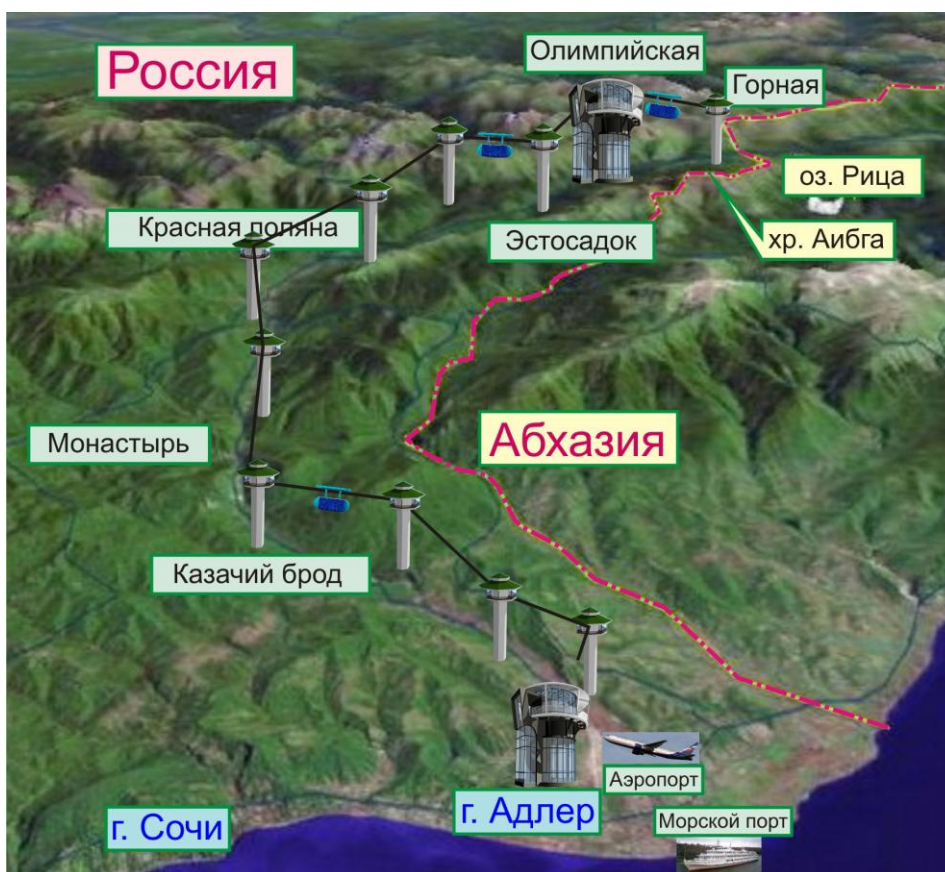 Олимпийская
Россия
Горная
оз. Рица
Красная поляна
Эстосадок
хр. Аибга
Абхазия
Монастырь
Казачий брод
Аэропорт
г. Адлер
г. Сочи
Морской порт